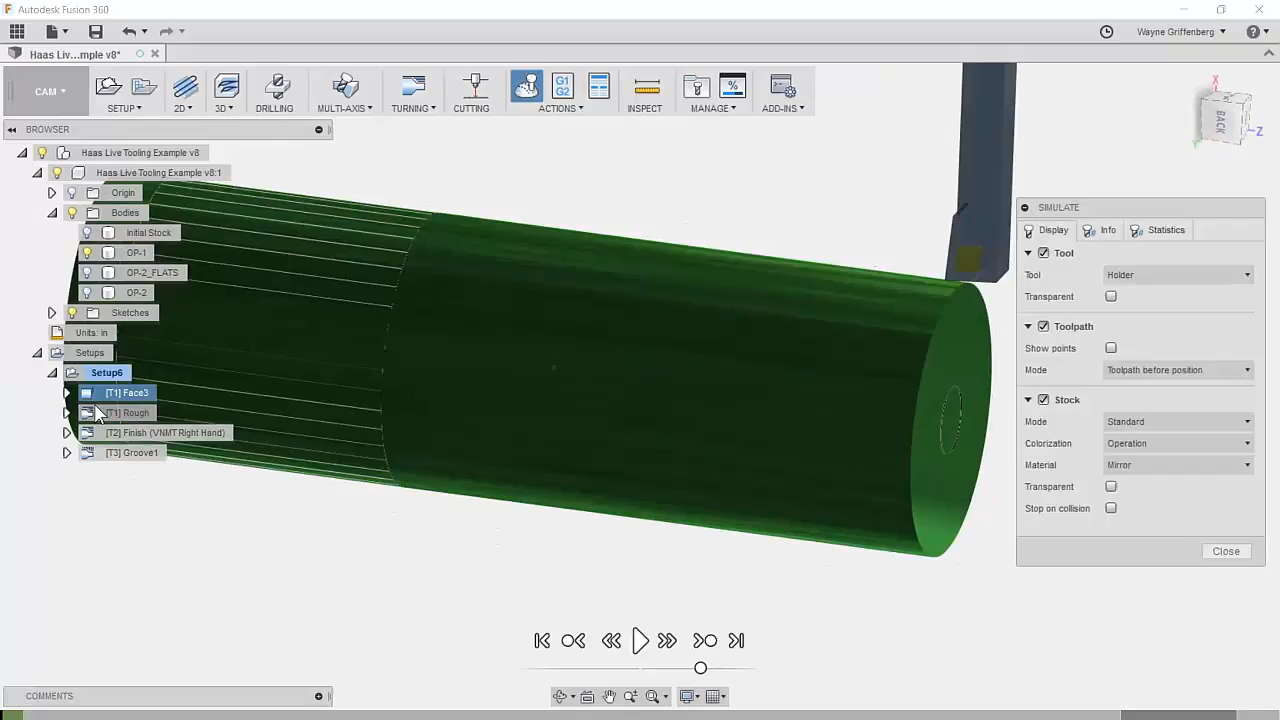 Autodesk Fusion 360
Wayne Griffenberg
Haas Liv...mple v8*
CAM
SETUP
2D
3D
DRILLING
MULTI-AXIS
TURNING
CUTTING
G1
G2
ACTIONS
INSPECT
%
MANAGE
ADD-INS
BROWSER
Haas Live Tooling Example v8
Haas Live Tooling Example v8:1
Origin
Bodies
Initial Stock
OP-1
OP-2_FLATS
OP-2
Sketches
Units: in
Setups
Setup6
[T1] Face3
[T1] Rough
[T2] Finish (VNMT Right Hand)
[T3] Groove1
X
BACK
Z
Y
SIMULATE
Display
Info
Statistics
Tool
Tool
Holder
Transparent
Toolpath
Show points
Mode
Toolpath before position
Stock
Mode
Standard
Colorization
Operation
Material
Mirror
Transparent
Stop on collision
Close
COMMENTS